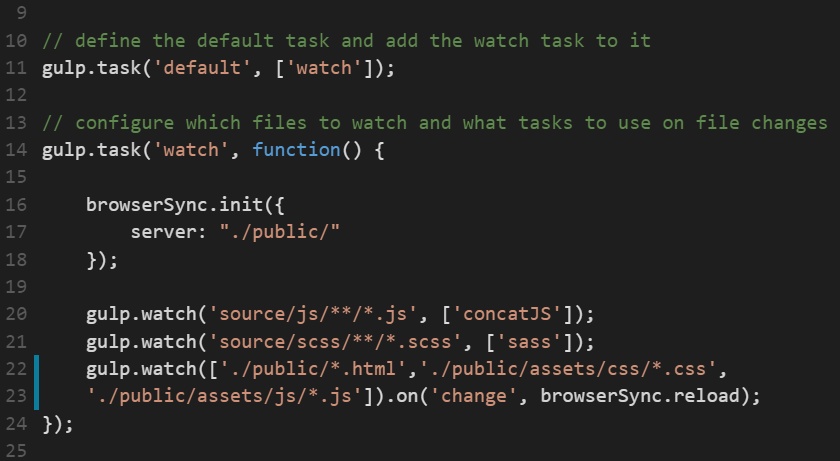 9
10 // define the default task and add the watch task to it
11 gulp.task('default', ['watch']);
12
13 // configure which files to watch and what tasks to use on file changes
14 gulp.task('watch', function() {
15
16     browserSync.init({
17         server: "./public/"
18     });
19
20     gulp.watch('source/js/**/*.js', ['concatJS']);
21     gulp.watch('source/scss/**/*.scss', ['sass']);
22     gulp.watch(['./public/*.html','./public/assets/css/*.css',
23     './public/assets/js/*.js']).on('change', browserSync.reload);
24 });
25